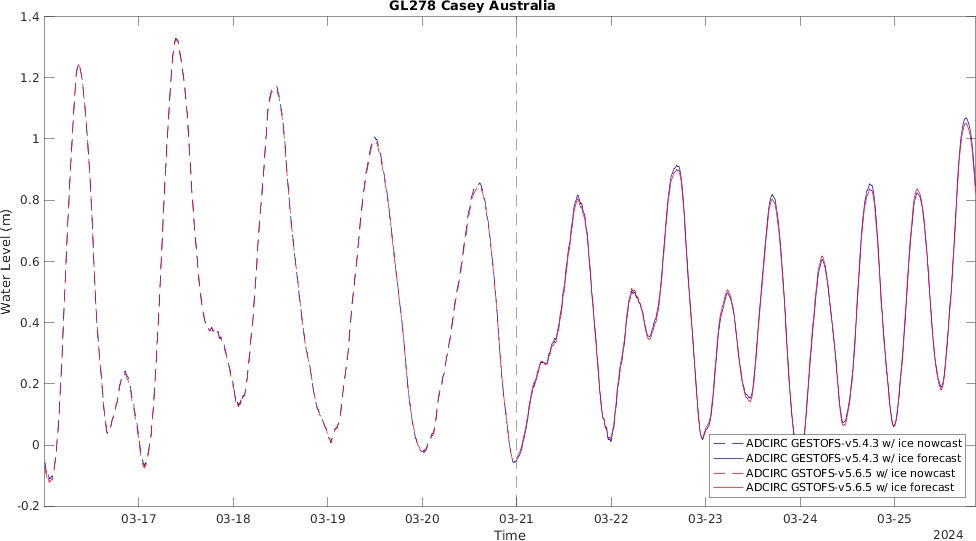 GL278 Casey Australia
1.4
1.2
1
0.8
0.6
0.4
0.2
0
-0.2
Water Level (m)
03-17 03-18 03-19 03-20 03-21 03-22 03-23 03-24 03-25
Time
2024
ADCIRC GESTOFS-v5.4.3 w/ ice nowcast
ADCIRC GESTOFS-v5.4.3 w/ ice forecast
ADCIRC GSTOFS-v5.6.5 w/ ice nowcast
ADCIRC GSTOFS-v5.6.5 w/ ice forecast